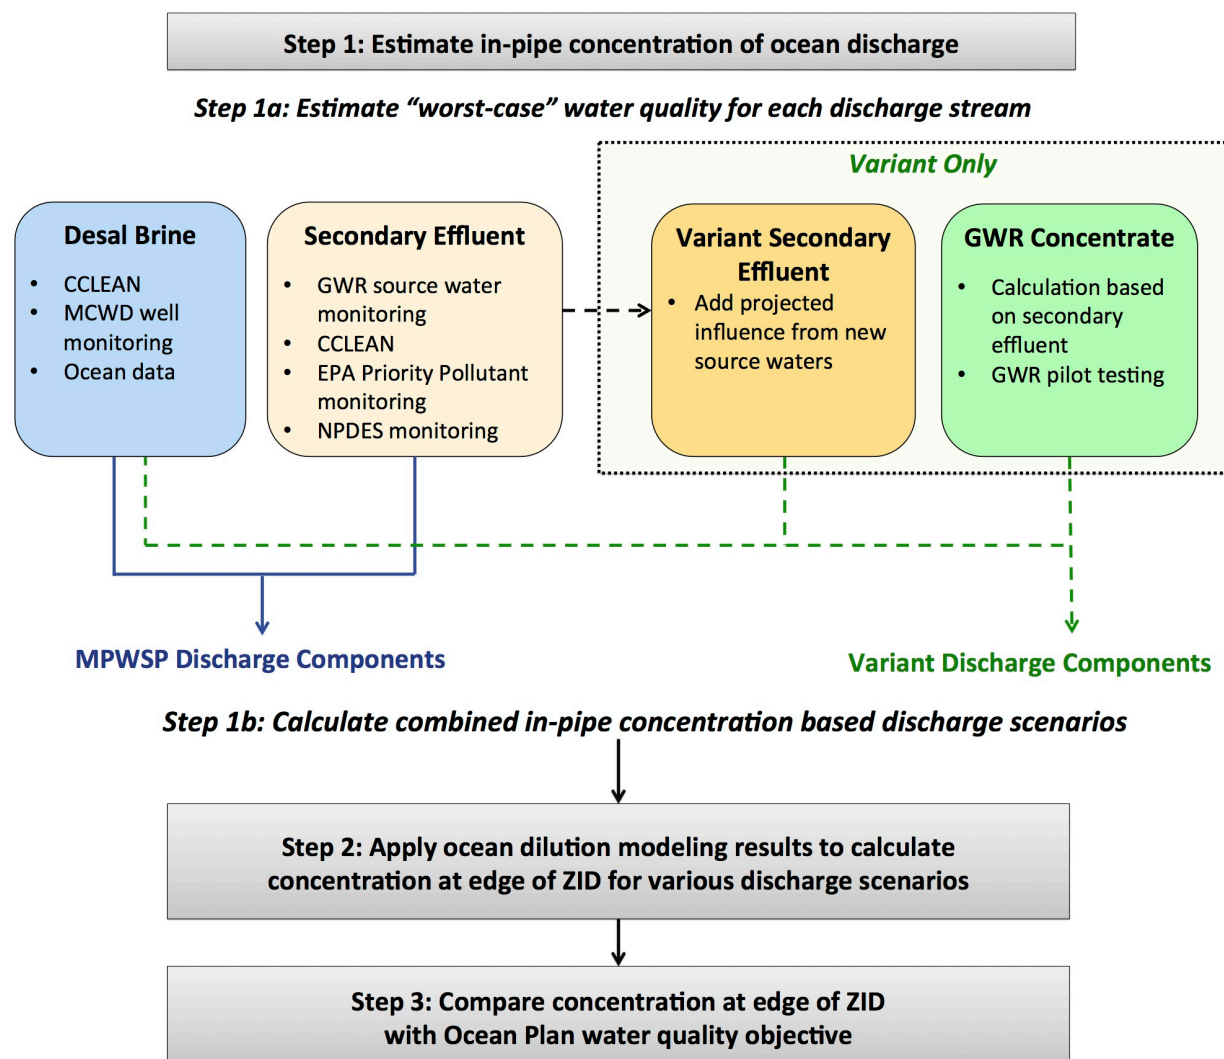 Step 1: Estimate in-pipe concentration of ocean discharge
Step 1a: Estimate “worst-case” water quality for each discharge stream
Variant Only
Desal Brine
• CCLEAN
• MCWD well
monitoring
• Ocean data
Secondary Effluent
• GWR source water
monitoring
• CCLEAN
• EPA Priority Pollutant
monitoring
• NPDES monitoring
Variant Secondary
Effluent
• Add projected
influence from new
source waters
GWR Concentrate
• Calculation based
on secondary
effluent
• GWR pilot testing
MPWSP Discharge Components
Variant Discharge Components
Step 1b: Calculate combined in-pipe concentration based discharge scenarios
Step 2: Apply ocean dilution modeling results to calculate
concentration at edge of ZID for various discharge scenarios
Step 3: Compare concentration at edge of ZID
with Ocean Plan water quality objective